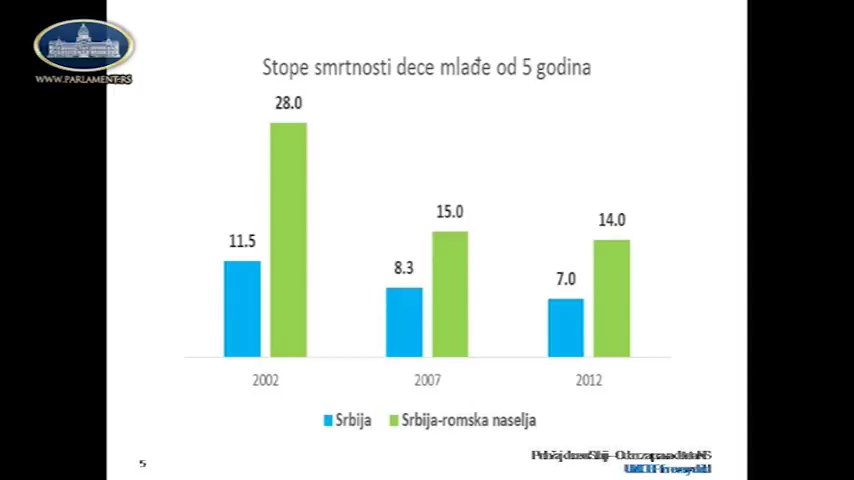 WWW.PARLAMENT.RS
Stope smrtnosti dece mlađe od 5 godina
28.0
11.5
15.0
8.3
14.0
7.0
2002
2007
2012
Srbija
Srbija-romska naselja
5